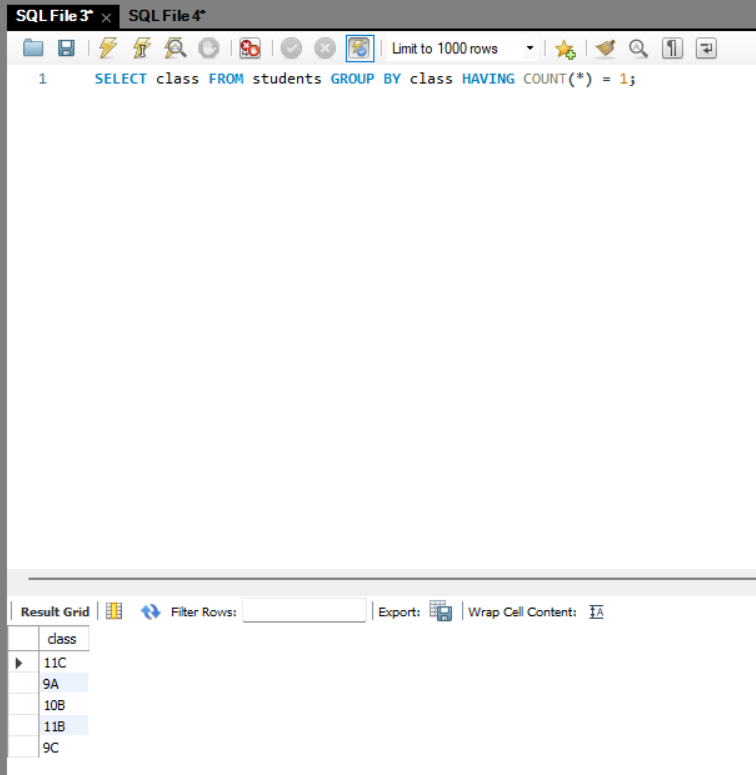 SQL File 3* × SQL File 4*
Limit to 1000 rows
1 SELECT class FROM students GROUP BY class HAVING COUNT(*) = 1;
Result Grid Filter Rows: Export: Wrap Cell Content:
class
11C
9A
10B
11B
9C